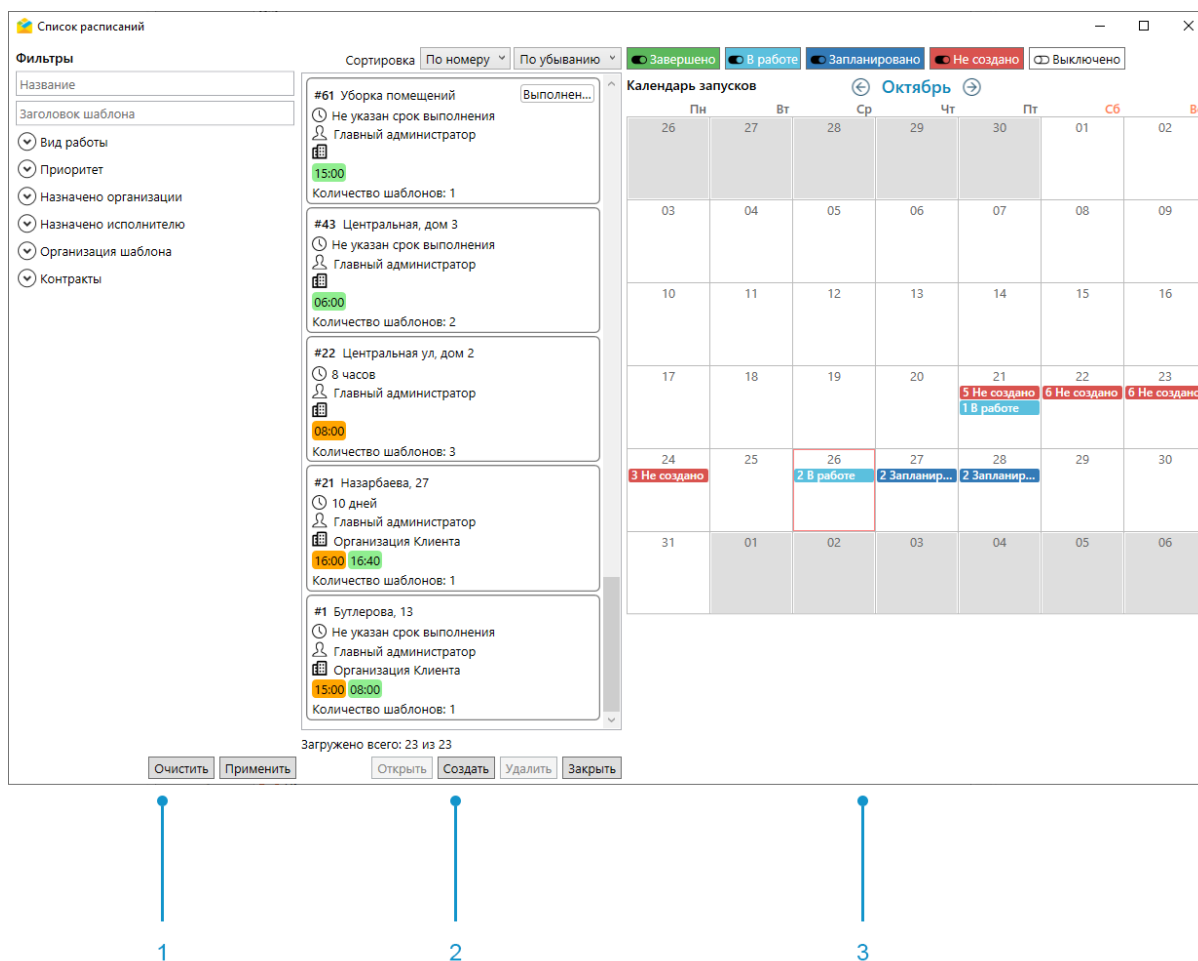 Список расписаний
Фильтры
Название
Заголовок шаблона
Вид работы
Приоритет
Назначено организации
Назначено исполнителю
Организация шаблона
Контракты
Очистить Применить
Сортировка По номеру По убыванию
#61 Уборка помещений Выполнен...
Не указан срок выполнения
Главный администратор
15:00
Количество шаблонов: 1
#43 Центральная, дом 3
Не указан срок выполнения
Главный администратор
06:00
Количество шаблонов: 2
#22 Центральная ул, дом 2
8 часов
Главный администратор
08:00
Количество шаблонов: 3
#21 Назарбаева, 27
10 дней
Главный администратор
Организация Клиента
16:00 16:40
Количество шаблонов: 1
#1 Бутлерова, 13
Не указан срок выполнения
Главный администратор
Организация Клиента
15:00 08:00
Количество шаблонов: 1
Загружено всего: 23 из 23
Открыть Создать Удалить Закрыть
Завершено В работе Запланировано Не создано Выключено
Календарь запусков Октябрь
Пн Вт Ср Чт Пт Сб
26 27 28 29 30 01 02
03 04 05 06 07 08 09
10 11 12 13 14 15 16
17 18 19 20 21 22 23
5 Не создано 6 Не создано 6 Не создано
1 В работе
24 25 26 27 28 29 30
3 Не создано 2 В работе 2 Запланир... 2 Запланир...
31 01 02 03 04 05 06
1 2 3